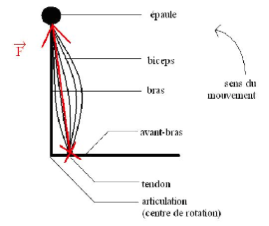 épaule
F
biceps
bras
sens du
mouvement
avant-bras
tendon
articulation
(centre de rotation)